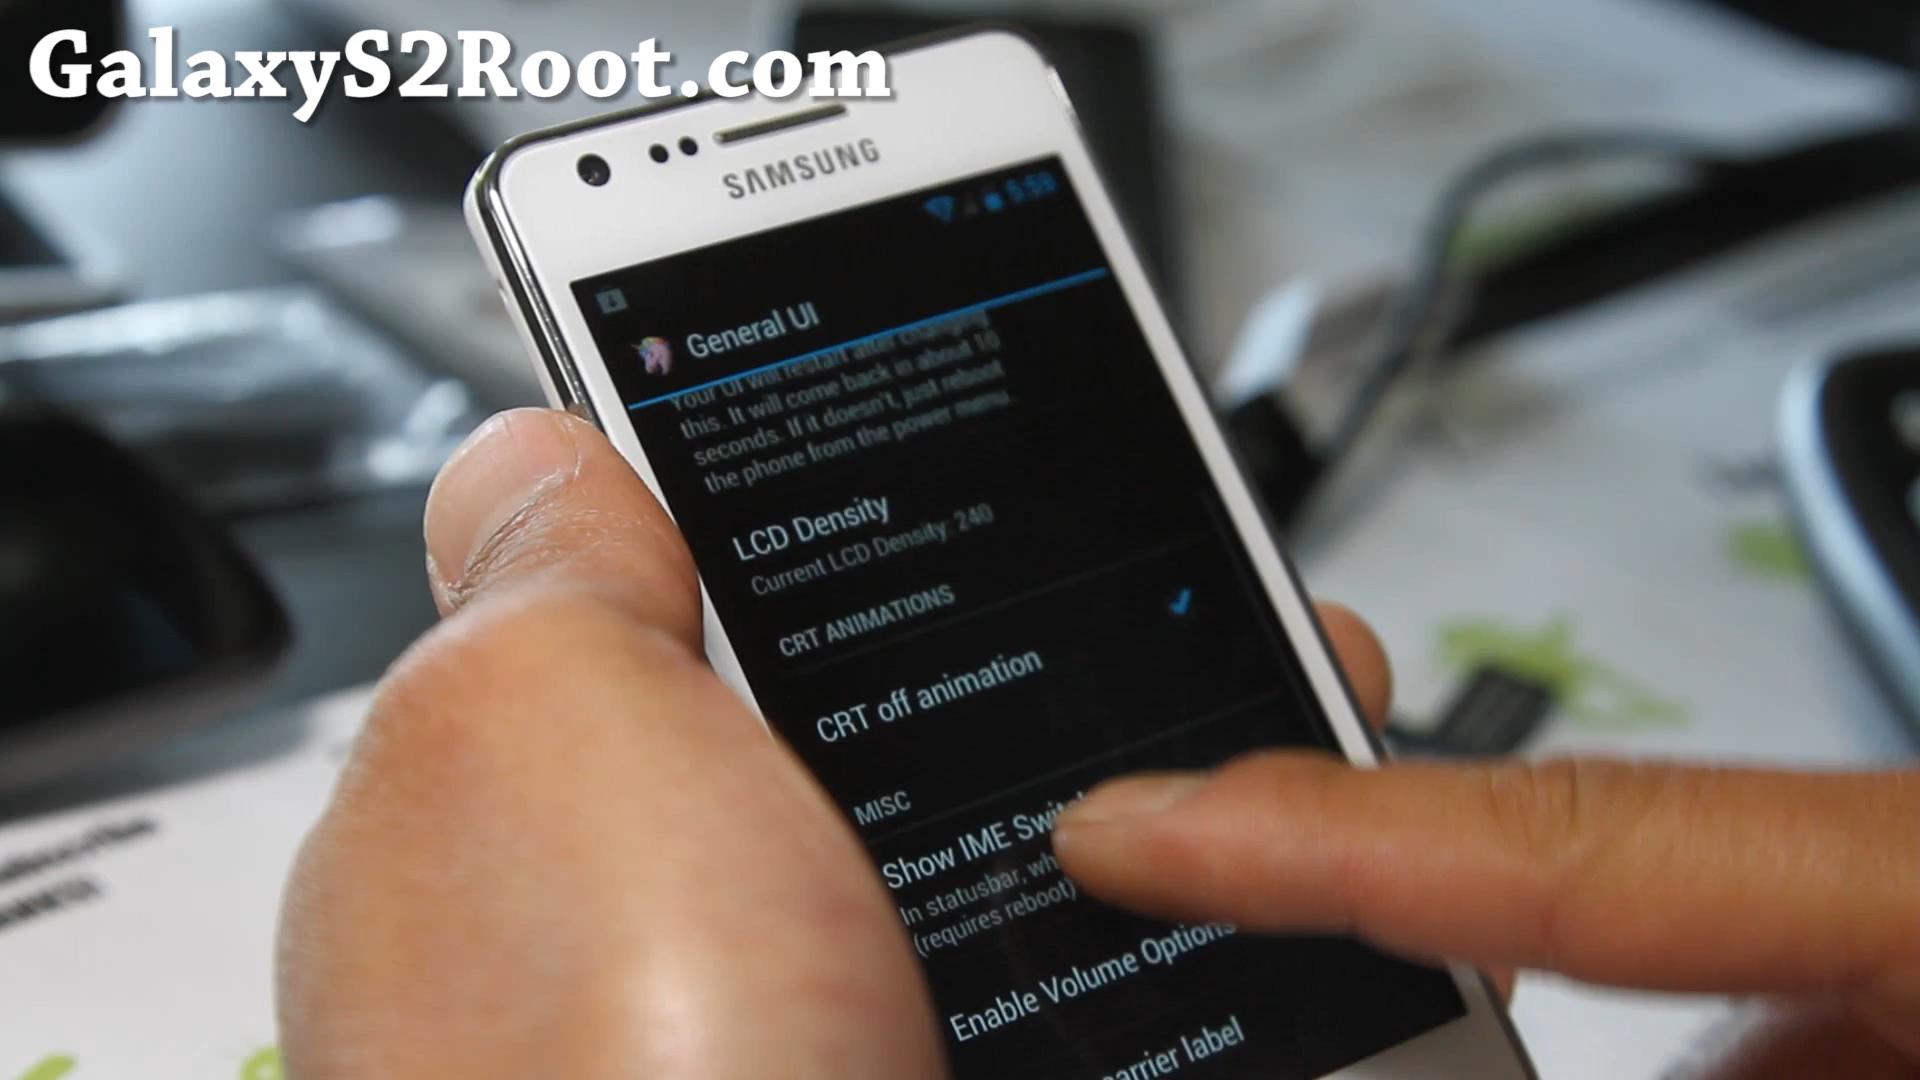 GalaxyS2Root.com
SAMSUNG
5:59
General UI
Your UI will restart after changing
this. It will come back in about 10
seconds. If it doesn't, just reboot
the phone from the power menu.
LCD Density
Current LCD Density: 240
CRT ANIMATIONS
CRT off animation
MISC
Show IME
In statusbar,
(requires reboot)
Enable Volume Options
label